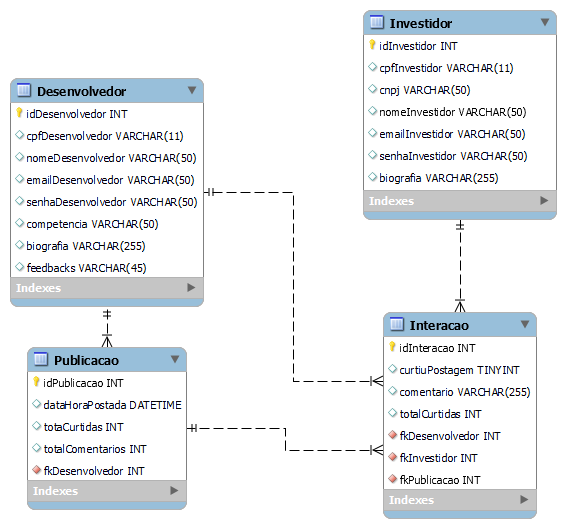 Investidor
idInvestidor INT
cpfInvestidor VARCHAR(11)
cnpj VARCHAR(50)
nomeInvestidor VARCHAR(50)
emailInvestidor VARCHAR(50)
senhaInvestidor VARCHAR(50)
biografia VARCHAR(255)
Indexes
Desenvolvedor
idDesenvolvedor INT
cpfDesenvolvedor VARCHAR(11)
nomeDesenvolvedor VARCHAR(50)
emailDesenvolvedor VARCHAR(50)
senhaDesenvolvedor VARCHAR(50)
competencia VARCHAR(50)
biografia VARCHAR(255)
feedbacks VARCHAR(45)
Indexes
Publicacao
idPublicacao INT
dataHoraPostada DATETIME
totaCurtidas INT
totalComentarios INT
fkDesenvolvedor INT
Indexes
Interacao
idInteracao INT
curtiuPostagem TINYINT
comentario VARCHAR(255)
totalCurtidas INT
fkDesenvolvedor INT
fkInvestidor INT
fkPublicacao INT
Indexes